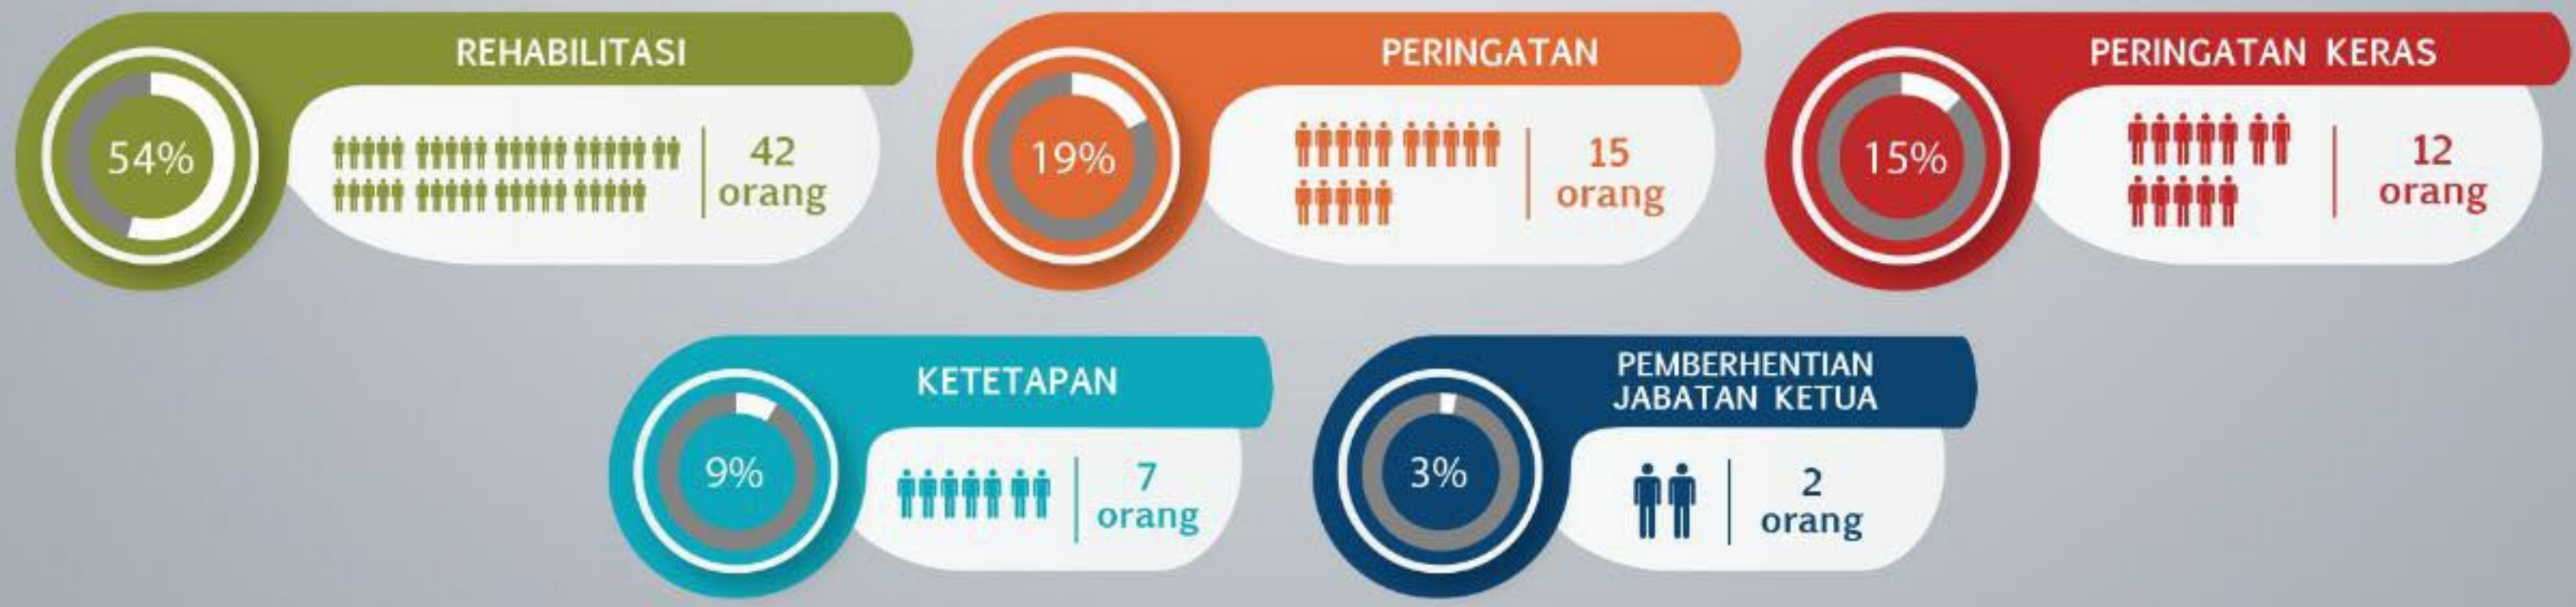 REHABILITASI
54%
42
orang
PERINGATAN
19%
15
orang
PERINGATAN KERAS
15%
12
orang
KETETAPAN
9%
7
orang
PEMBERHENTIAN
JABATAN KETUA
3%
2
orang